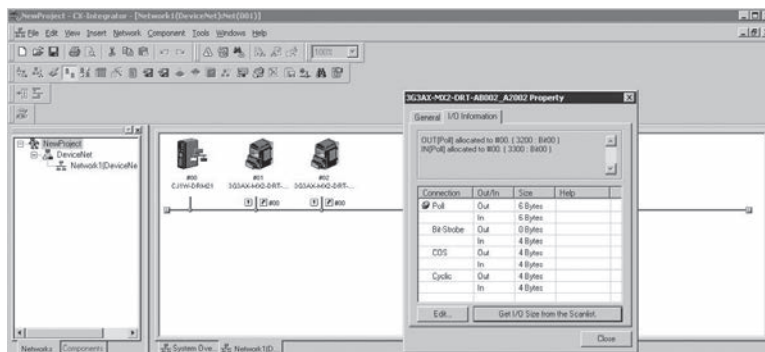 NewProject - CX-Integrator - [Network1(DeviceNet):Net(001)]
File Edit View Insert Network Component Tools Windows Help
100%
NewProject
DeviceNet
Network1(DeviceNe
#00
CJ1W-DRM21
#01
3G3AX-MX2-DRT-...
#00
#02
3G3AX-MX2-DRT-...
#00
3G3AX-MX2-DRT-AB002_A2002 Property
General I/O Information
OUT(Poll) allocated to #00. ( 3200 : Bit00 )
IN(Poll) allocated to #00. ( 3300 : Bit00 )
Connection Out/In Size Help
Poll Out 6 Bytes
In 6 Bytes
Bit-Strobe Out 0 Bytes
In 4 Bytes
COS Out 4 Bytes
In 4 Bytes
Cyclic Out 4 Bytes
In 4 Bytes
Edit... Get I/O Size from the Scanlist.
Close
Networks Components
System Ove... Network1(D...